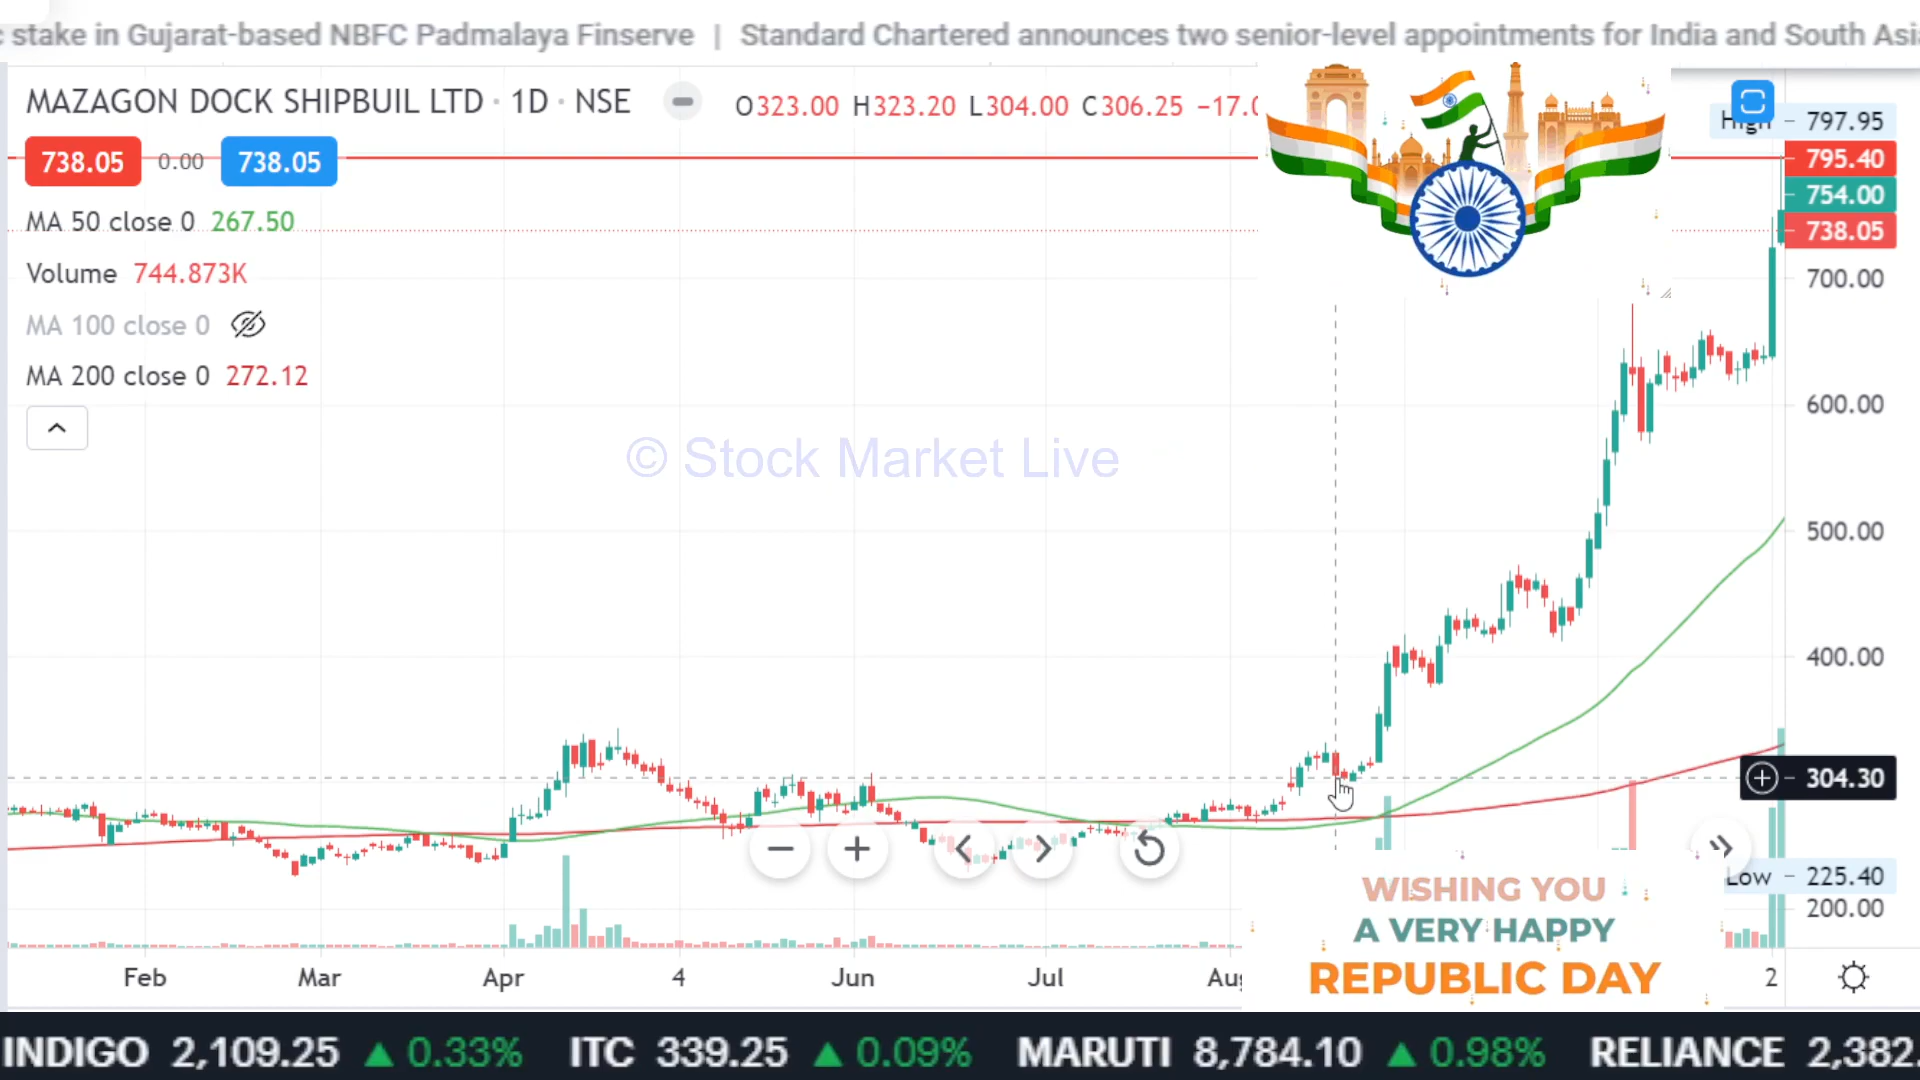 stake in Gujarat-based NBFC Padmalaya Finserve | Standard Chartered announces two senior-level appointments for India and South
MAZAGON DOCK SHIPBUIL LTD · 1D · NSE O323.00 H323.20 L304.00 C306.25 −17.0
738.05 0.00 738.05
MA 50 close 0 267.50
Volume 744.873K
MA 100 close 0
MA 200 close 0 272.12
High 797.95
795.40
754.00
738.05
700.00
600.00
© Stock Market Live
500.00
400.00
304.30
Low 225.40
200.00
WISHING YOU
A VERY HAPPY
REPUBLIC DAY
Feb Mar Apr 4 Jun Jul Aug 2
INDIGO 2,109.25 ▲ 0.33% ITC 339.25 ▲ 0.09% MARUTI 8,784.10 ▲ 0.98% RELIANCE 2,382.